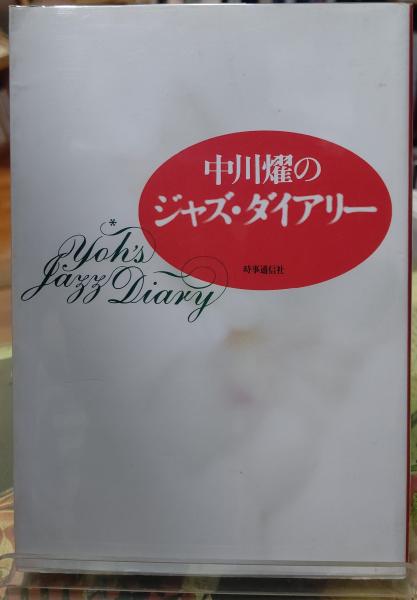 中川燿の
ジャズ・ダイアリー
時事通信社
*
Yoh's
Jazz Diary